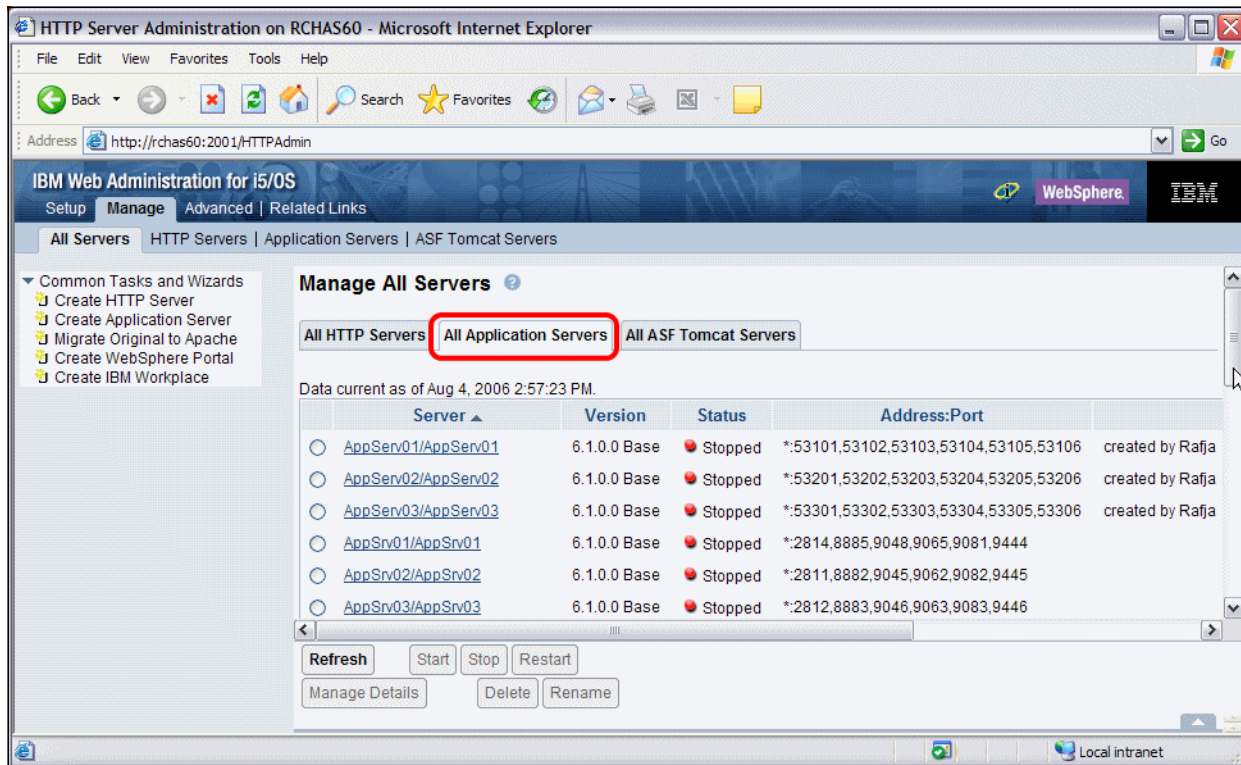 HTTP Server Administration on RCHAS60 - Microsoft Internet Explorer
File Edit View Favorites Tools Help
Back Search Favorites
Address http://rchas60:2001/HTTPAdmin Go
IBM Web Administration for i5/OS
WebSphere. IBM
Setup Manage Advanced | Related Links
All Servers HTTP Servers | Application Servers | ASF Tomcat Servers
Common Tasks and Wizards
Create HTTP Server
Create Application Server
Migrate Original to Apache
Create WebSphere Portal
Create IBM Workplace
Manage All Servers ?
All HTTP Servers All Application Servers All ASF Tomcat Servers
Data current as of Aug 4, 2006 2:57:23 PM.
Server Version Status Address:Port
AppServ01/AppServ01 6.1.0.0 Base Stopped *:53101,53102,53103,53104,53105,53106 created by Rafja
AppServ02/AppServ02 6.1.0.0 Base Stopped *:53201,53202,53203,53204,53205,53206 created by Rafja
AppServ03/AppServ03 6.1.0.0 Base Stopped *:53301,53302,53303,53304,53305,53306 created by Rafja
AppSrv01/AppSrv01 6.1.0.0 Base Stopped *:2814,8885,9048,9065,9081,9444
AppSrv02/AppSrv02 6.1.0.0 Base Stopped *:2811,8882,9045,9062,9082,9445
AppSrv03/AppSrv03 6.1.0.0 Base Stopped *:2812,8883,9046,9063,9083,9446
Refresh Start Stop Restart
Manage Details Delete Rename
Local intranet